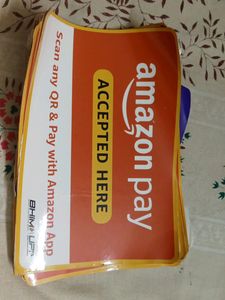 amazon pay
ACCEPTED HERE
Scan any QR & Pay with Amazon App
BHIM UPI